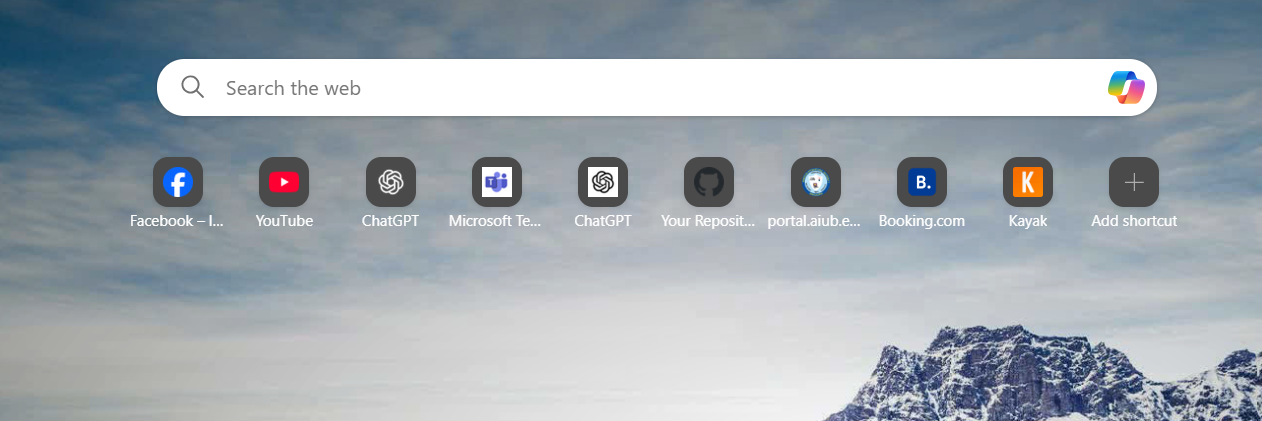 Search the web
Facebook – I...
YouTube
ChatGPT
Microsoft Te...
ChatGPT
Your Reposit...
portal.aiub.e...
B.
Booking.com
K
Kayak
Add shortcut